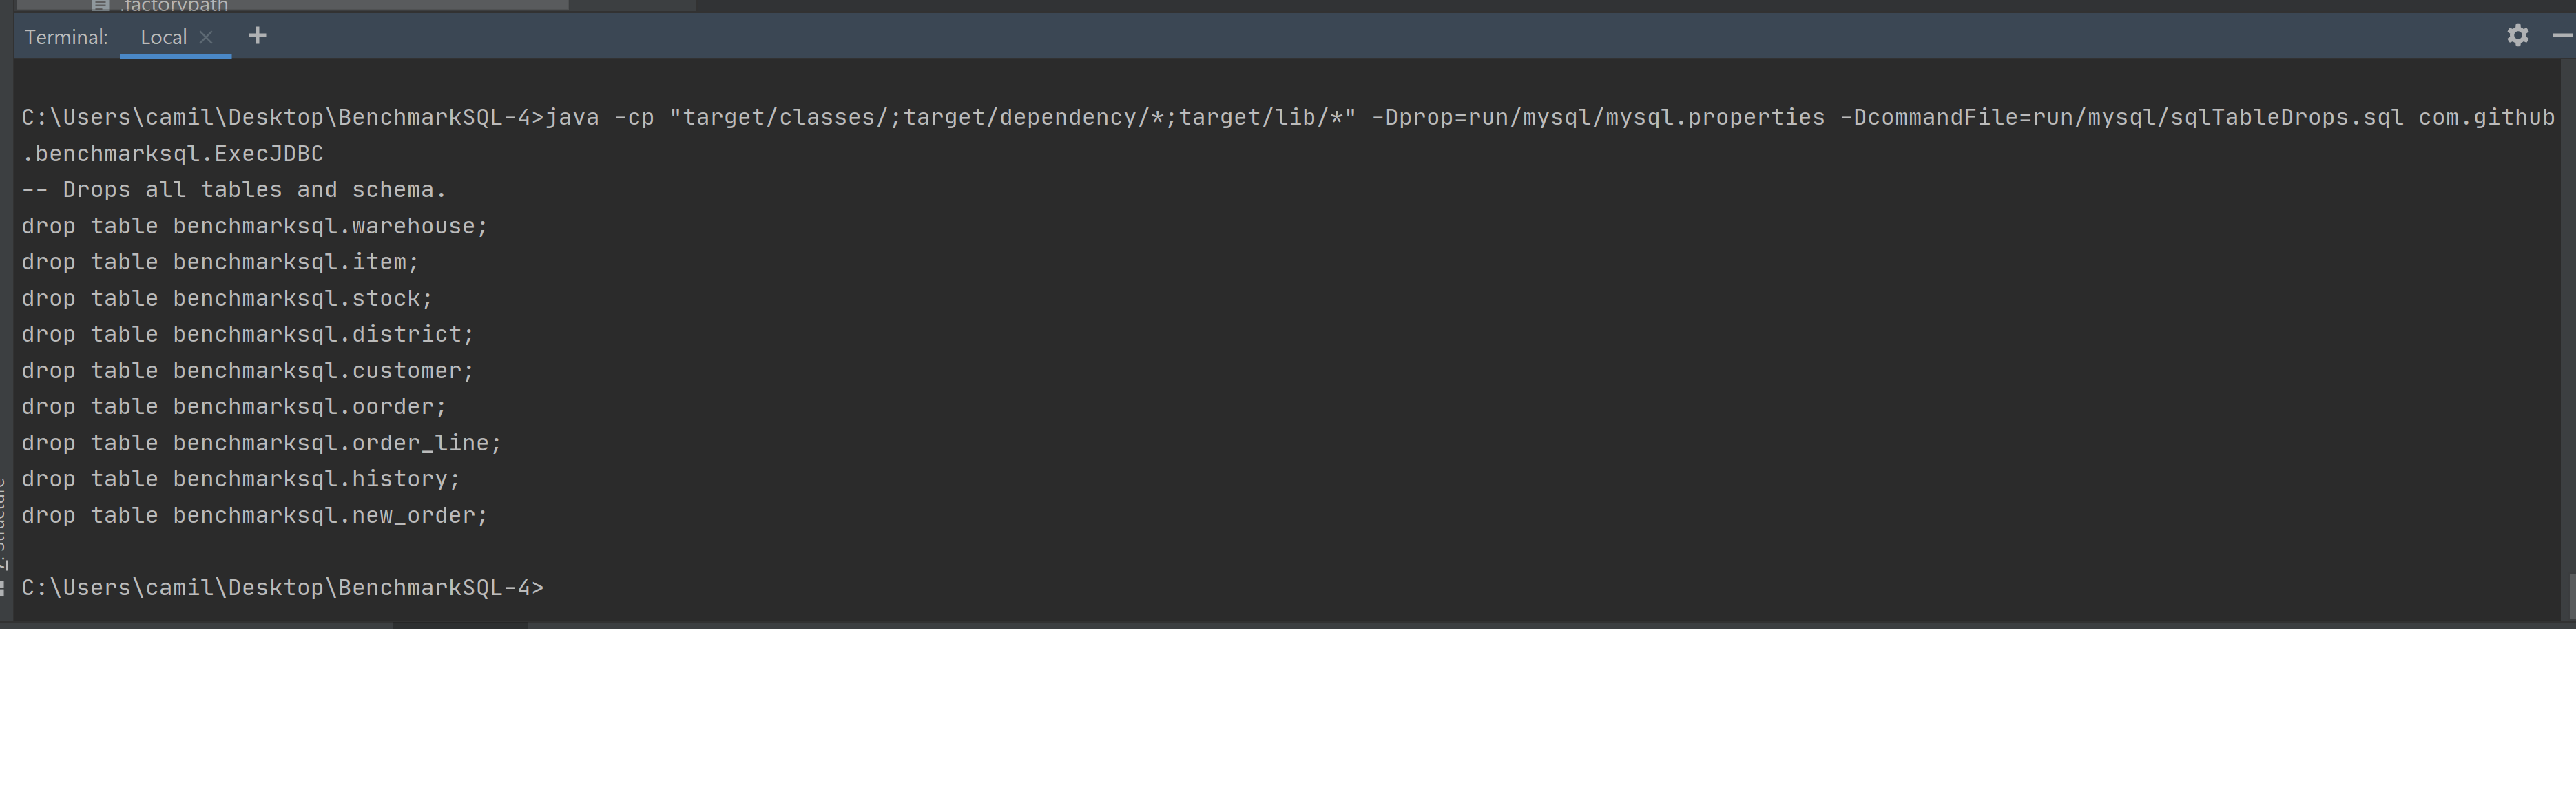 .factorypath
Terminal: Local
C:\Users\camil\Desktop\BenchmarkSQL-4>java -cp "target/classes/;target/dependency/*;target/lib/*" -Dprop=run/mysql/mysql.properties -DcommandFile=run/mysql/sqlTableDrops.sql com.github
.benchmarksql.ExecJDBC
-- Drops all tables and schema.
drop table benchmarksql.warehouse;
drop table benchmarksql.item;
drop table benchmarksql.stock;
drop table benchmarksql.district;
drop table benchmarksql.customer;
drop table benchmarksql.oorder;
drop table benchmarksql.order_line;
drop table benchmarksql.history;
drop table benchmarksql.new_order;
C:\Users\camil\Desktop\BenchmarkSQL-4>